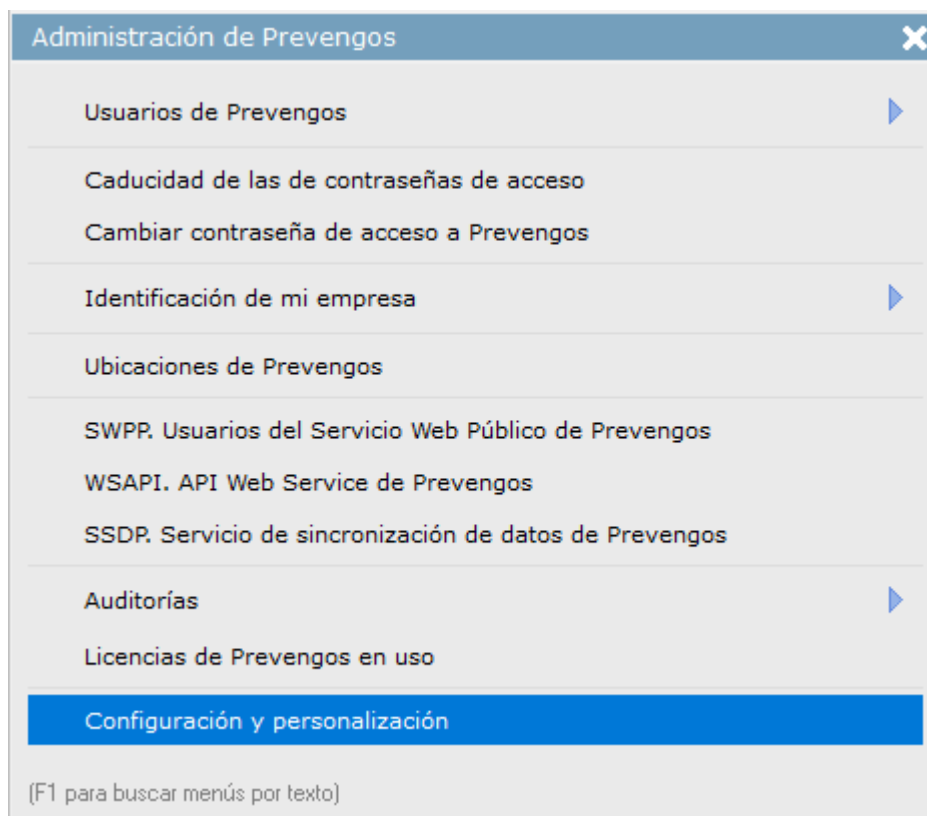 Administración de Prevengos
Usuarios de Prevengos
Caducidad de las de contraseñas de acceso
Cambiar contraseña de acceso a Prevengos
Identificación de mi empresa
Ubicaciones de Prevengos
SWPP. Usuarios del Servicio Web Público de Prevengos
WSAPI. API Web Service de Prevengos
SSDP. Servicio de sincronización de datos de Prevengos
Auditorías
Licencias de Prevengos en uso
Configuración y personalización
(F1 para buscar menús por texto)